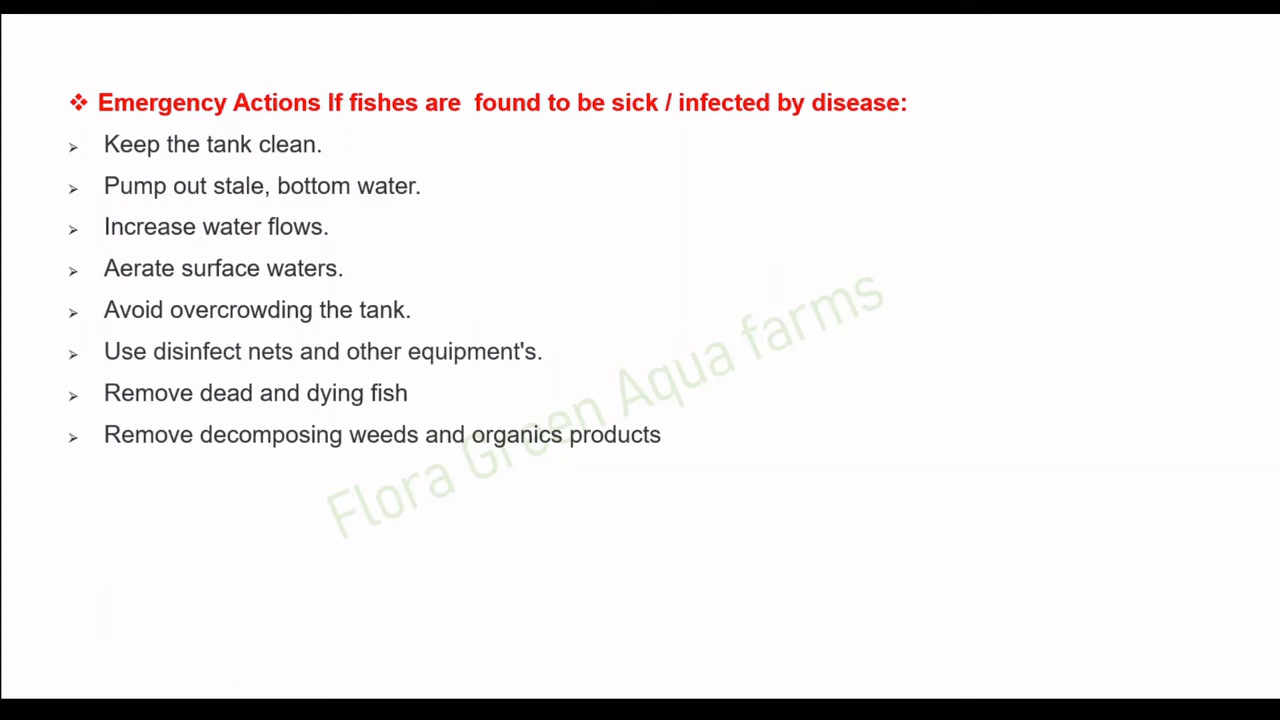 ❖ Emergency Actions If fishes are found to be sick / infected by disease:
➢ Keep the tank clean.
➢ Pump out stale, bottom water.
➢ Increase water flows.
➢ Aerate surface waters.
➢ Avoid overcrowding the tank.
➢ Use disinfect nets and other equipment's.
➢ Remove dead and dying fish
➢ Remove decomposing weeds and organics products
Flora Green Aqua farms